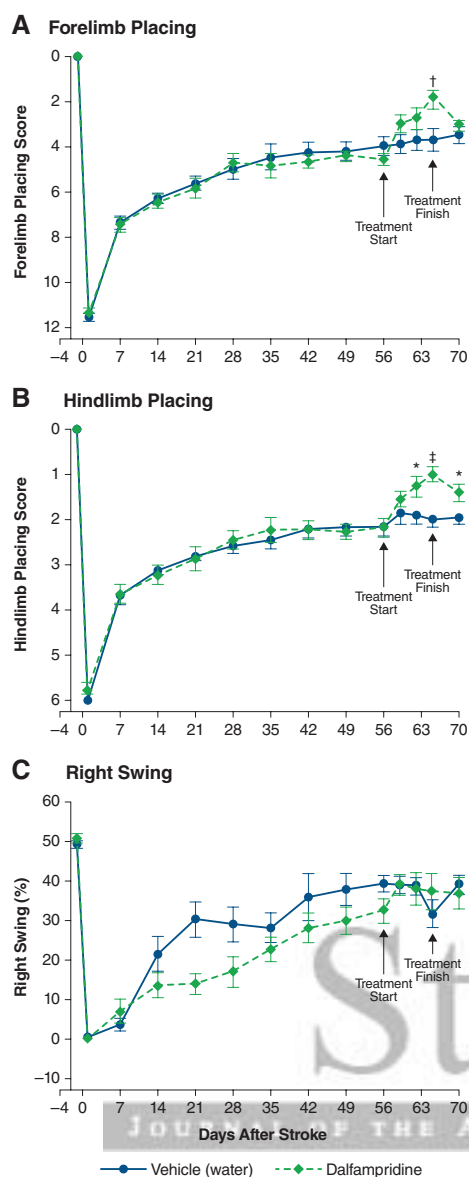 A Forelimb Placing
0
2
4
6
8
10
12
Forelimb Placing Score
†
Treatment
Start
Treatment
Finish
–4 0 7 14 21 28 35 42 49 56 63 70
B Hindlimb Placing
0
1
2
3
4
5
6
Hindlimb Placing Score
* ‡ *
Treatment
Start
Treatment
Finish
–4 0 7 14 21 28 35 42 49 56 63 70
C Right Swing
60
50
40
30
20
10
0
–10
Right Swing (%)
Treatment
Start
Treatment
Finish
St
–4 0 7 14 21 28 35 42 49 56 63 70
JOURNAL OF THE A
Days After Stroke
Vehicle (water) Dalfampridine